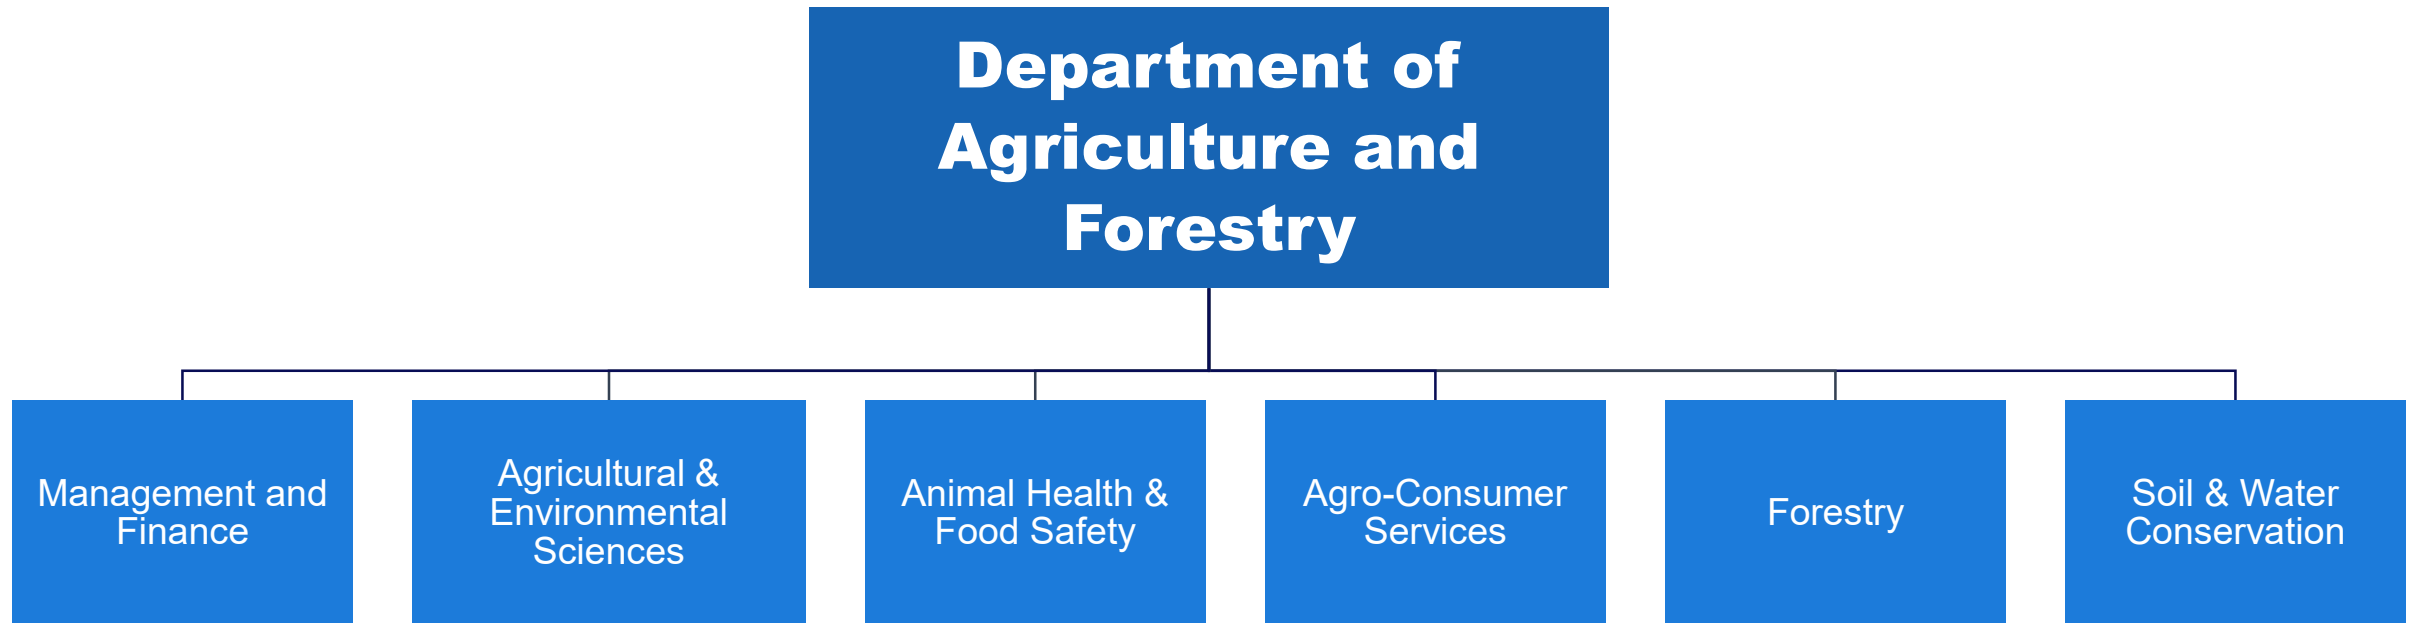 Department of
Agriculture and
Forestry
Management and
Finance
Agricultural &
Environmental
Sciences
Animal Health &
Food Safety
Agro-Consumer
Services
Forestry
Soil & Water
Conservation